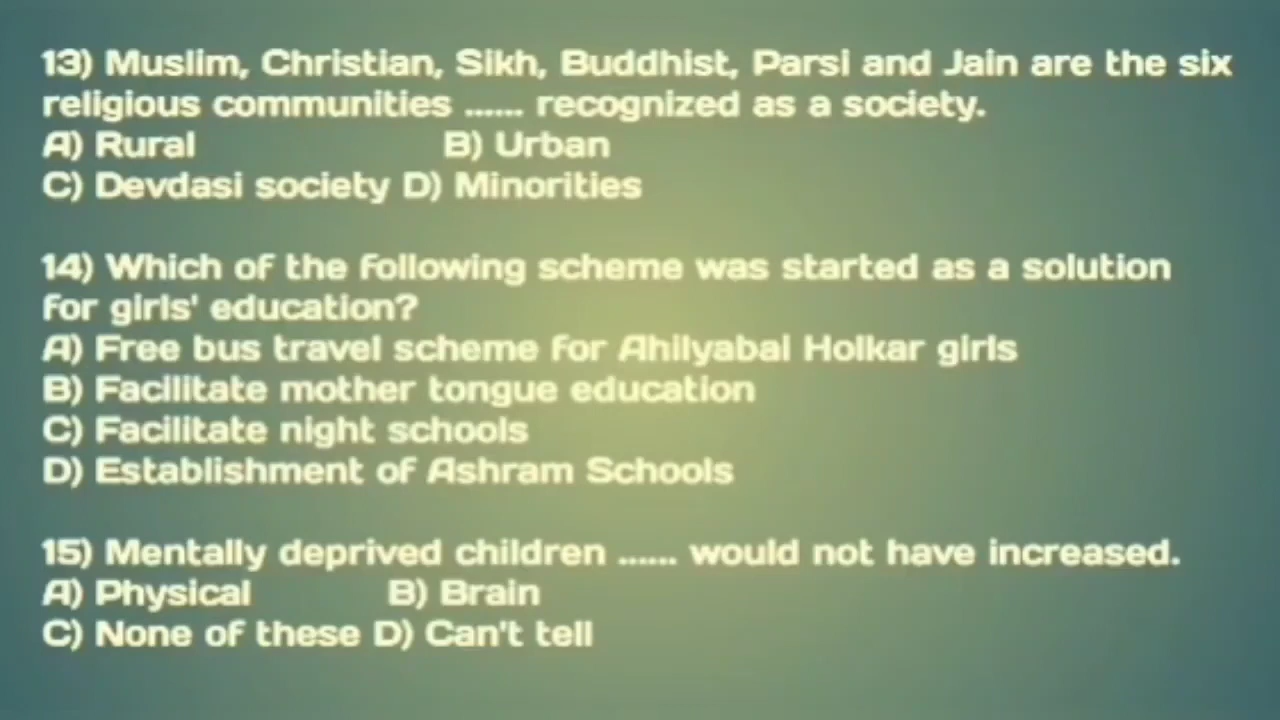 13) Muslim, Christian, Sikh, Buddhist, Parsi and Jain are the six
religious communities ...... recognized as a society.
A) Rural B) Urban
C) Devdasi society D) Minorities
14) Which of the following scheme was started as a solution
for girls' education?
A) Free bus travel scheme for Ahilyabai Holkar girls
B) Facilitate mother tongue education
C) Facilitate night schools
D) Establishment of Ashram Schools
15) Mentally deprived children ...... would not have increased.
A) Physical B) Brain
C) None of these D) Can't tell